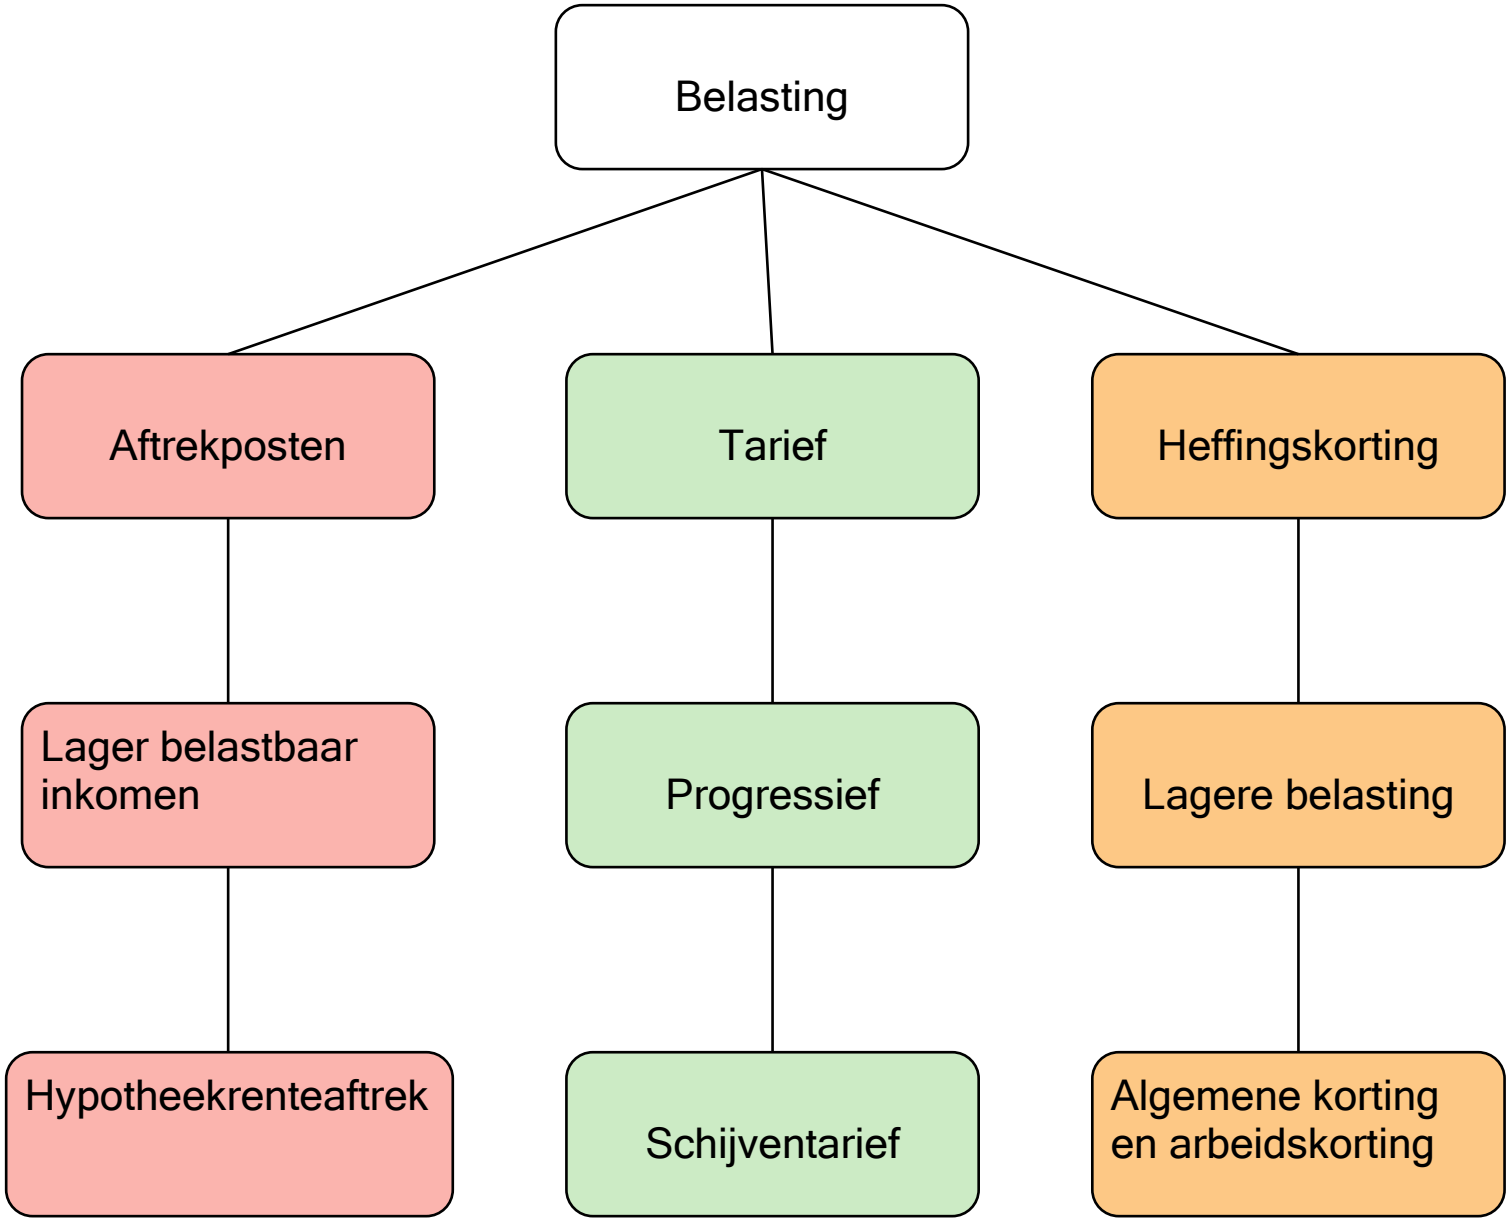 Belasting
Aftrekposten
Tarief
Heffingskorting
Lager belastbaar
inkomen
Progressief
Lagere belasting
Hypotheekrenteaftrek
Schijventarief
Algemene korting
en arbeidskorting